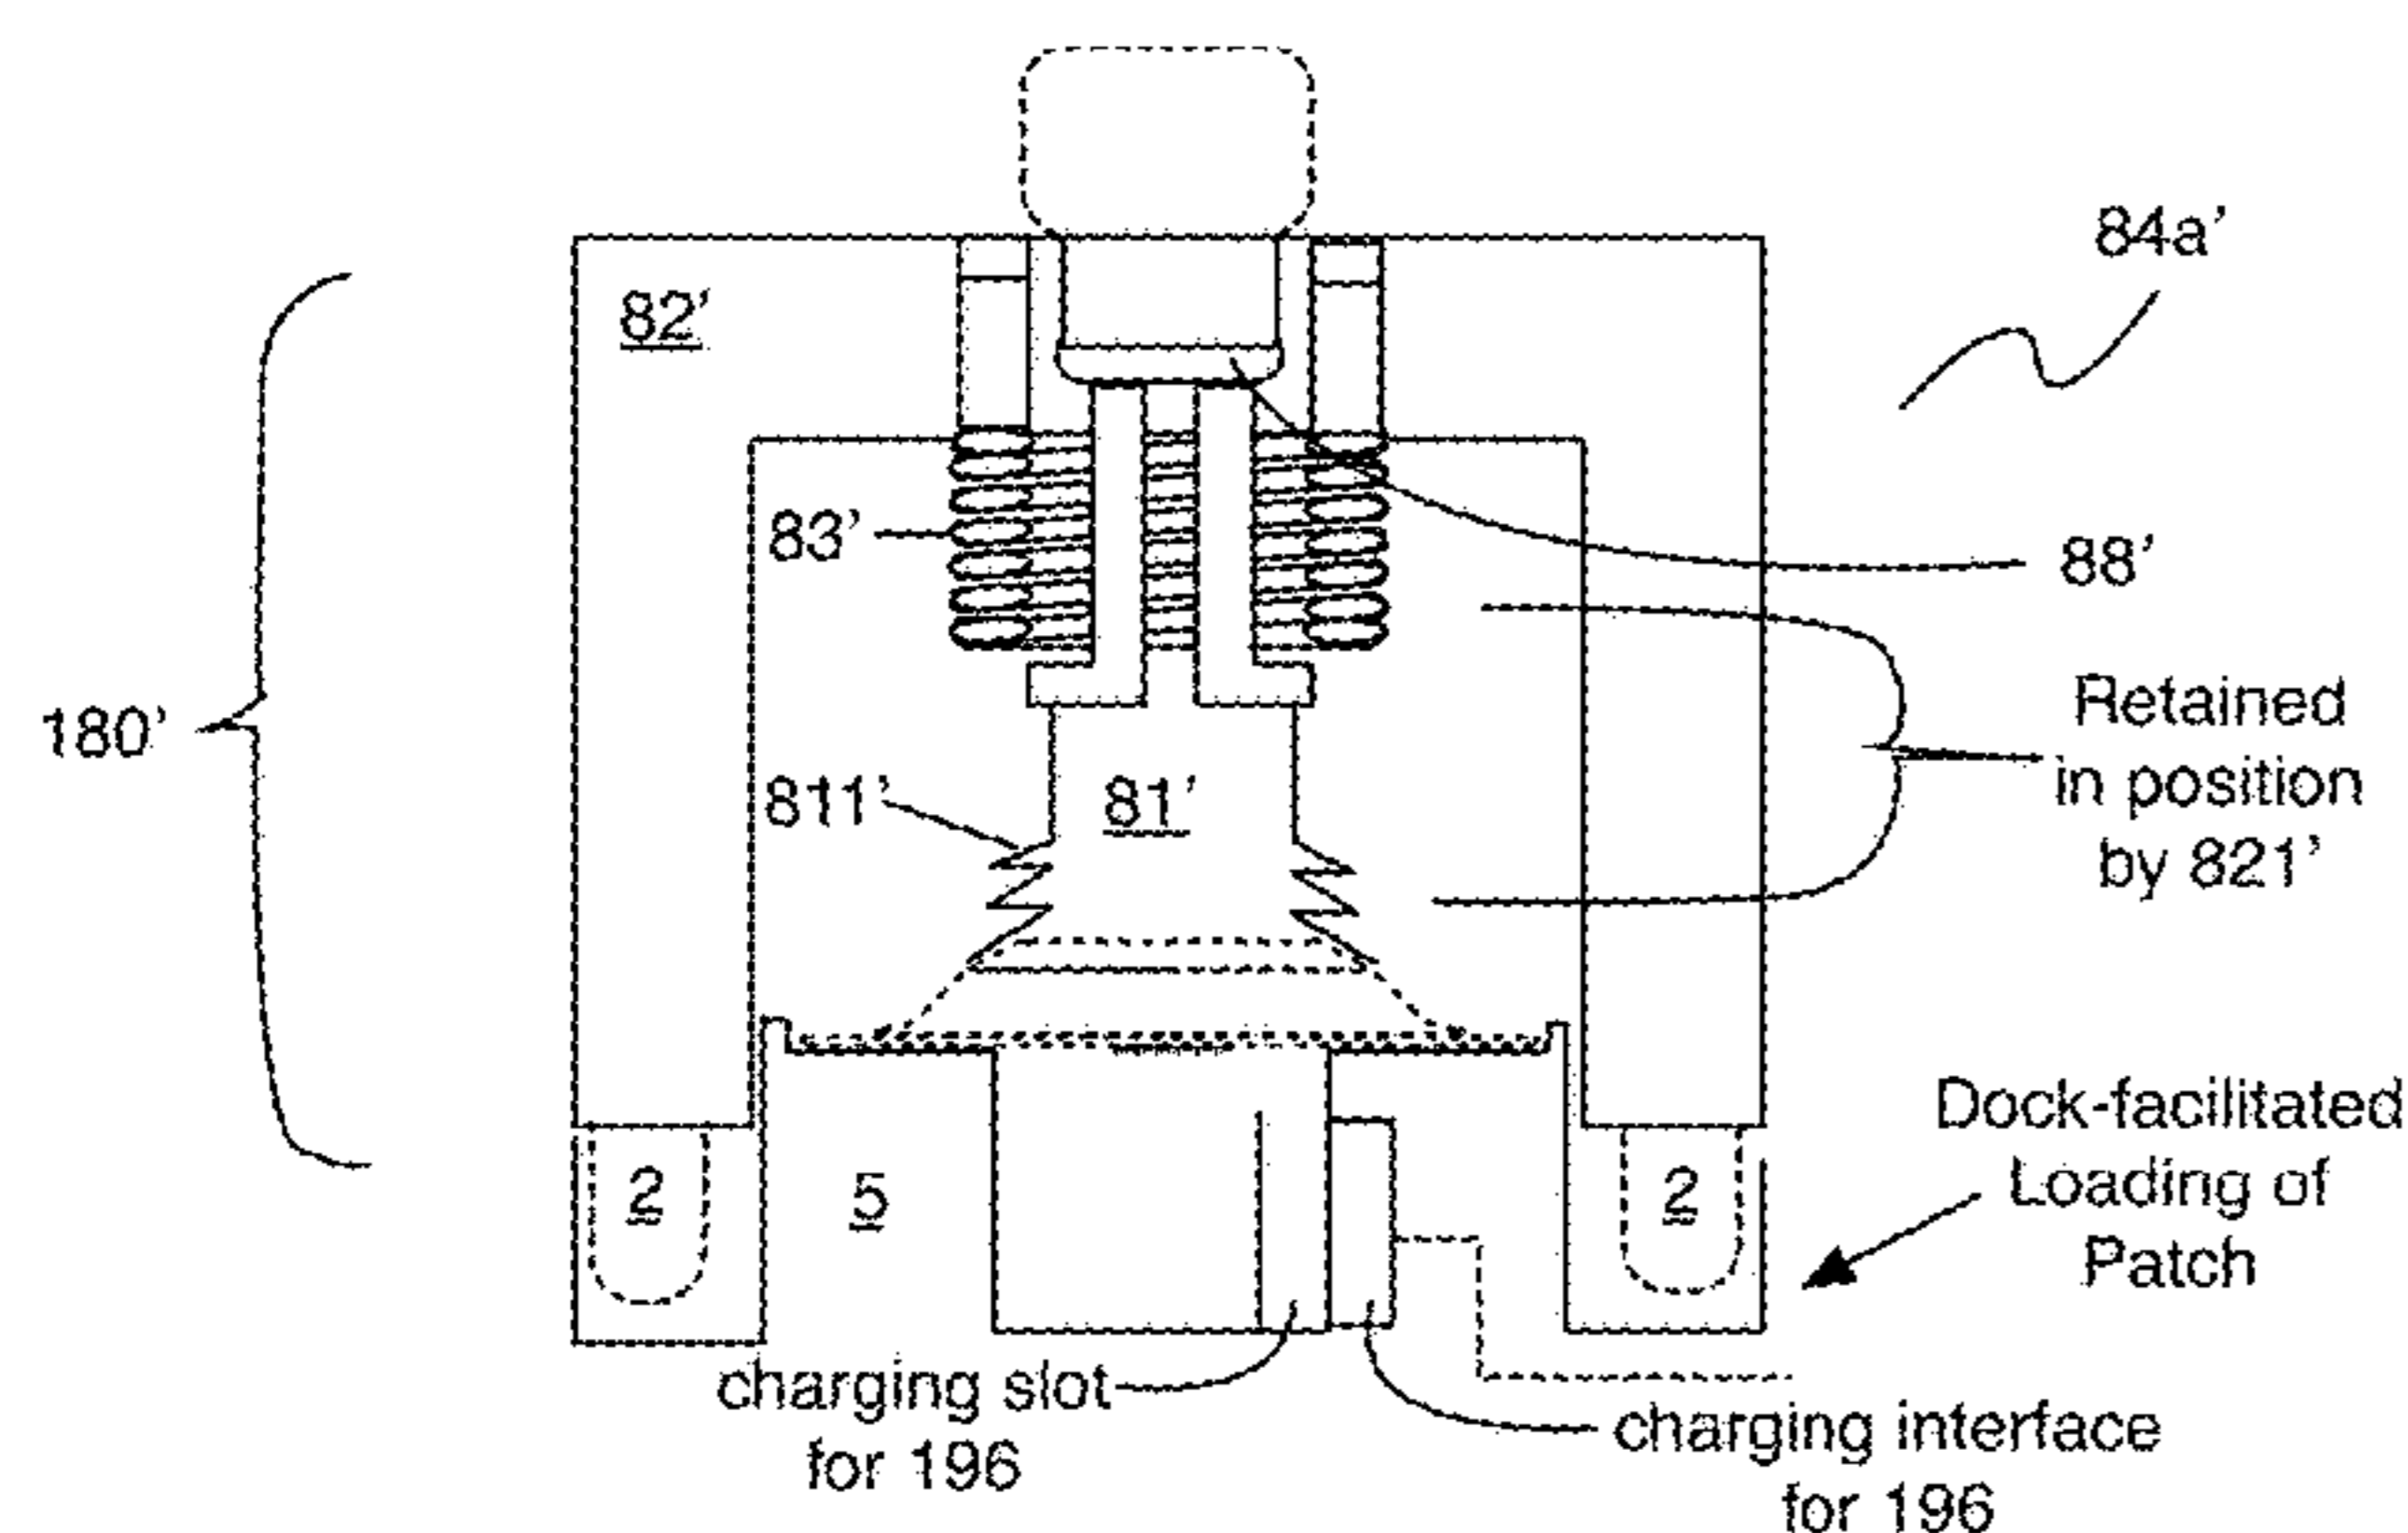 84a’
82’
83’
88’
180’
Retained
in position
by 821’
811’
81’
Dock-facilitated
Loading of
Patch
2
5
2
charging slot
for 196
charging interface
for 196